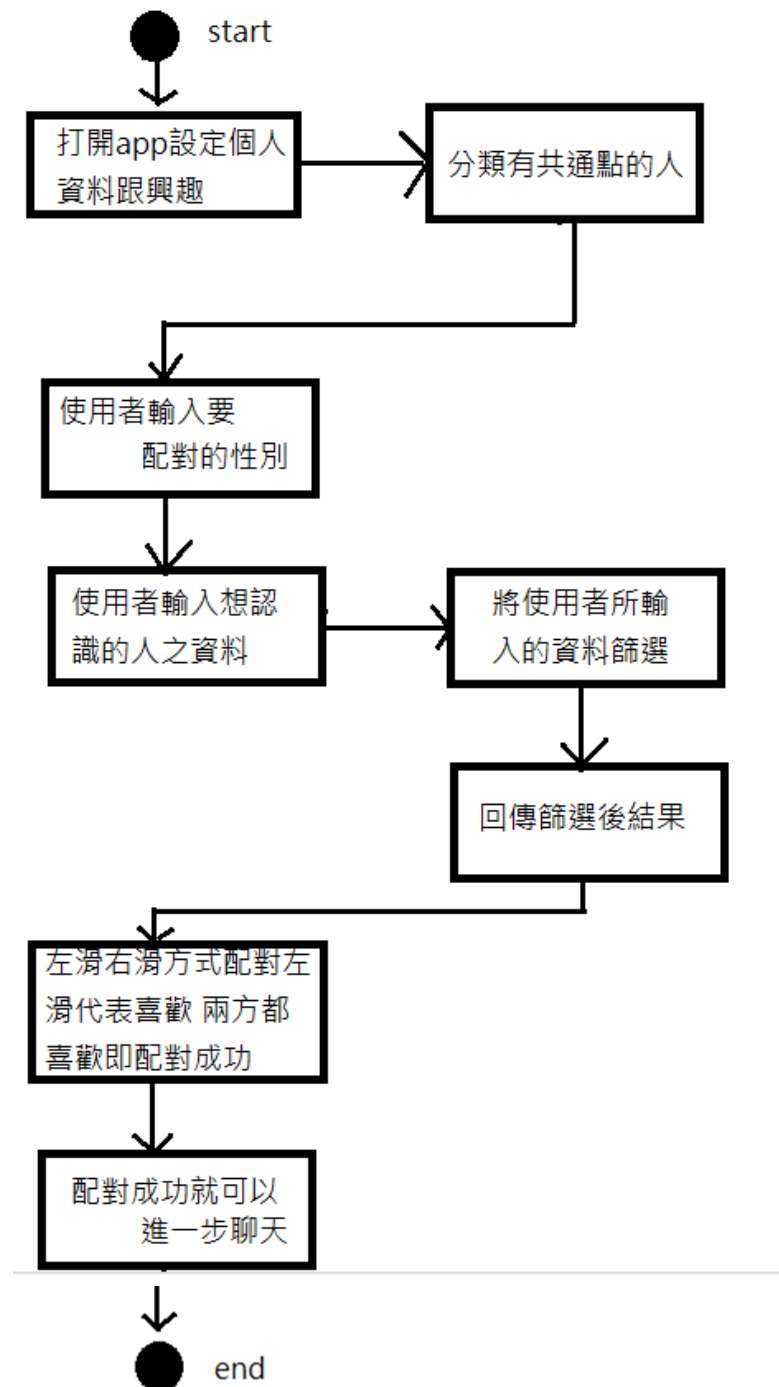 start
打開app設定個人
資料跟興趣
分類有共通點的人
使用者輸入要
配對的性別
使用者輸入想認
識的人之資料
將使用者所輸
入的資料篩選
回傳篩選後結果
左滑右滑方式配對左
滑代表喜歡 兩方都
喜歡即配對成功
配對成功就可以
進一步聊天
end